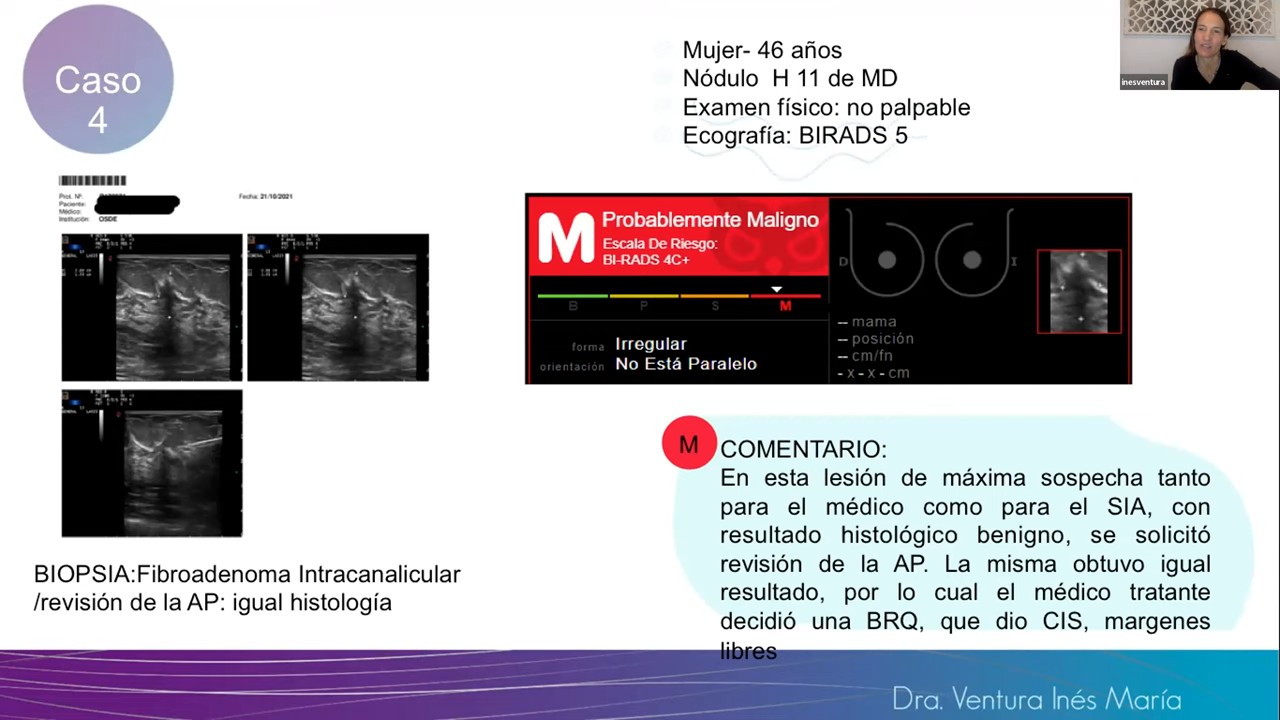 Caso
4
Mujer- 46 años
Nódulo H 11 de MD
Examen físico: no palpable
Ecografía: BIRADS 5
inesventura
Prot. Nº:
Paciente:
Médico:
Institución: OSDE
Fecha: 21/10/2021
M Probablemente Maligno
Escala De Riesgo:
BI-RADS 4C+
B P S M
forma Irregular
orientación No Está Paralelo
D I
-- mama
-- posición
-- cm/fn
- x - x - cm
BIOPSIA:Fibroadenoma Intracanalicular
/revisión de la AP: igual histología
M
COMENTARIO:
En esta lesión de máxima sospecha tanto
para el médico como para el SIA, con
resultado histológico benigno, se solicitó
revisión de la AP. La misma obtuvo igual
resultado, por lo cual el médico tratante
decidió una BRQ, que dio CIS, margenes
libres
Dra. Ventura Inés María